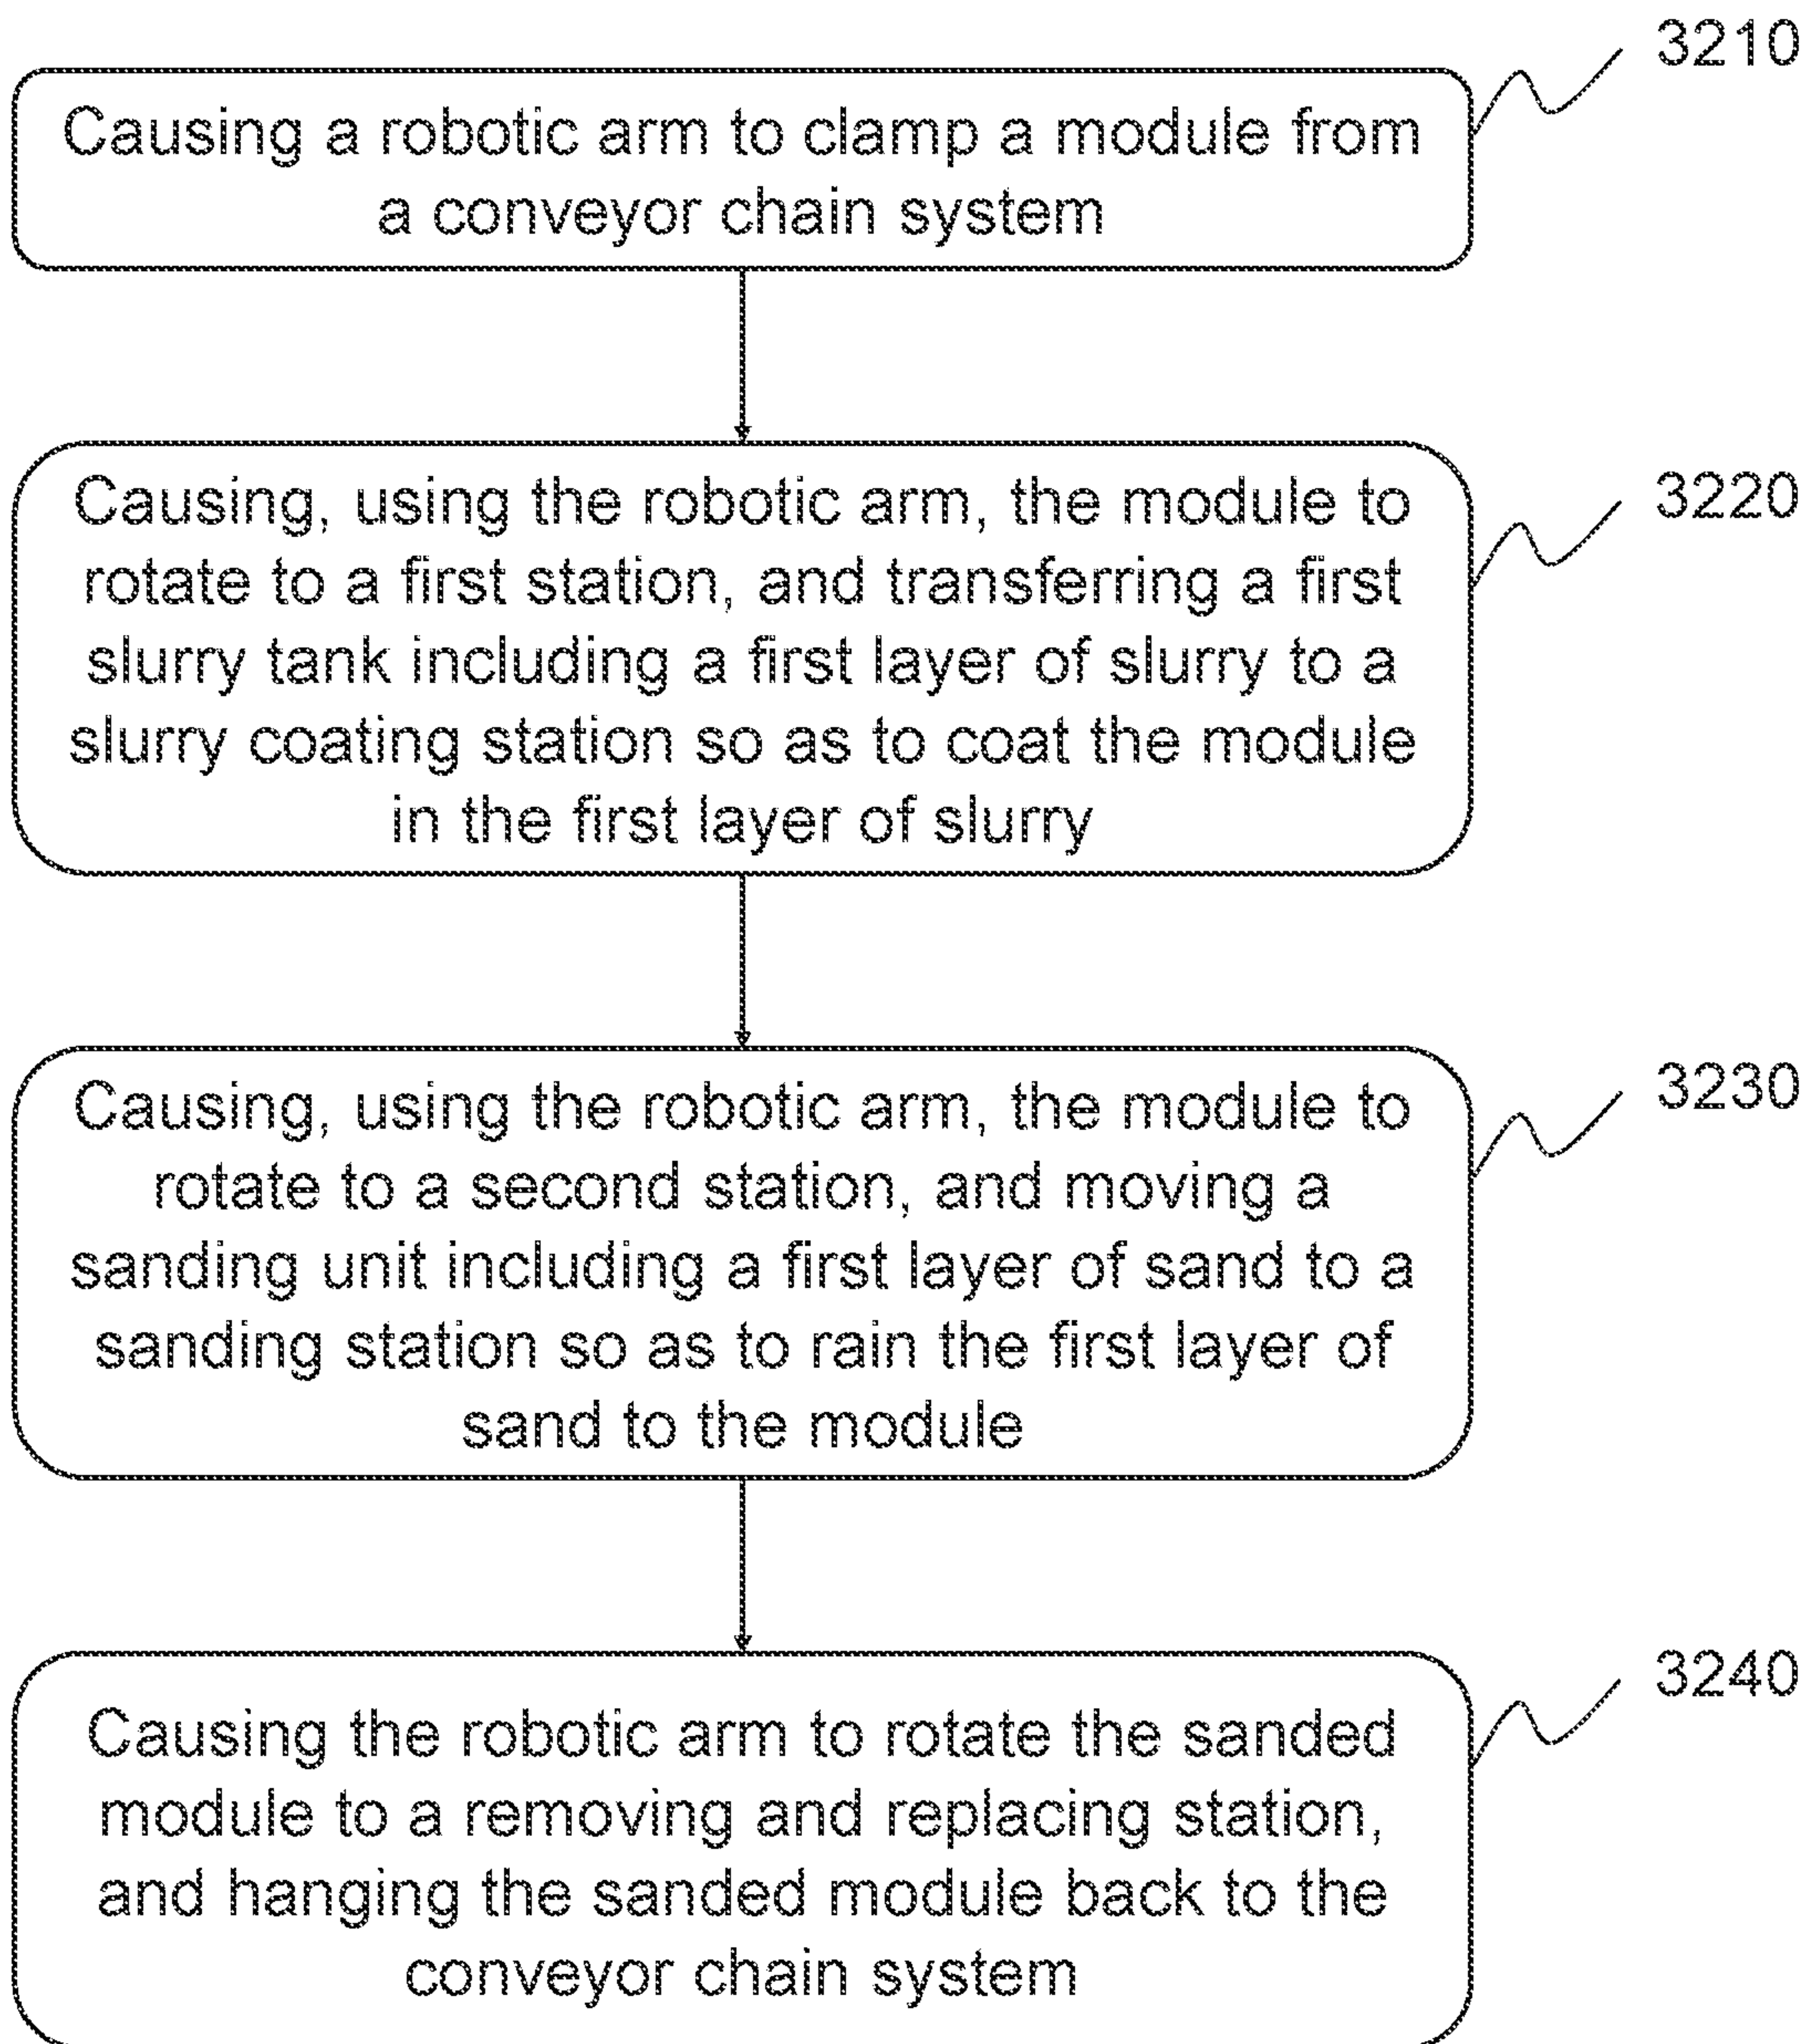 3210
Causing a robotic arm to clamp a module from
a conveyor chain system
3220
Causing, using the robotic arm, the module to
rotate to a first station, and transferring a first
slurry tank including a first layer of slurry to a
slurry coating station so as to coat the module
in the first layer of slurry
3230
Causing, using the robotic arm, the module to
rotate to a second station, and moving a
sanding unit including a first layer of sand to a
sanding station so as to rain the first layer of
sand to the module
3240
Causing the robotic arm to rotate the sanded
module to a removing and replacing station,
and hanging the sanded module back to the
conveyor chain system